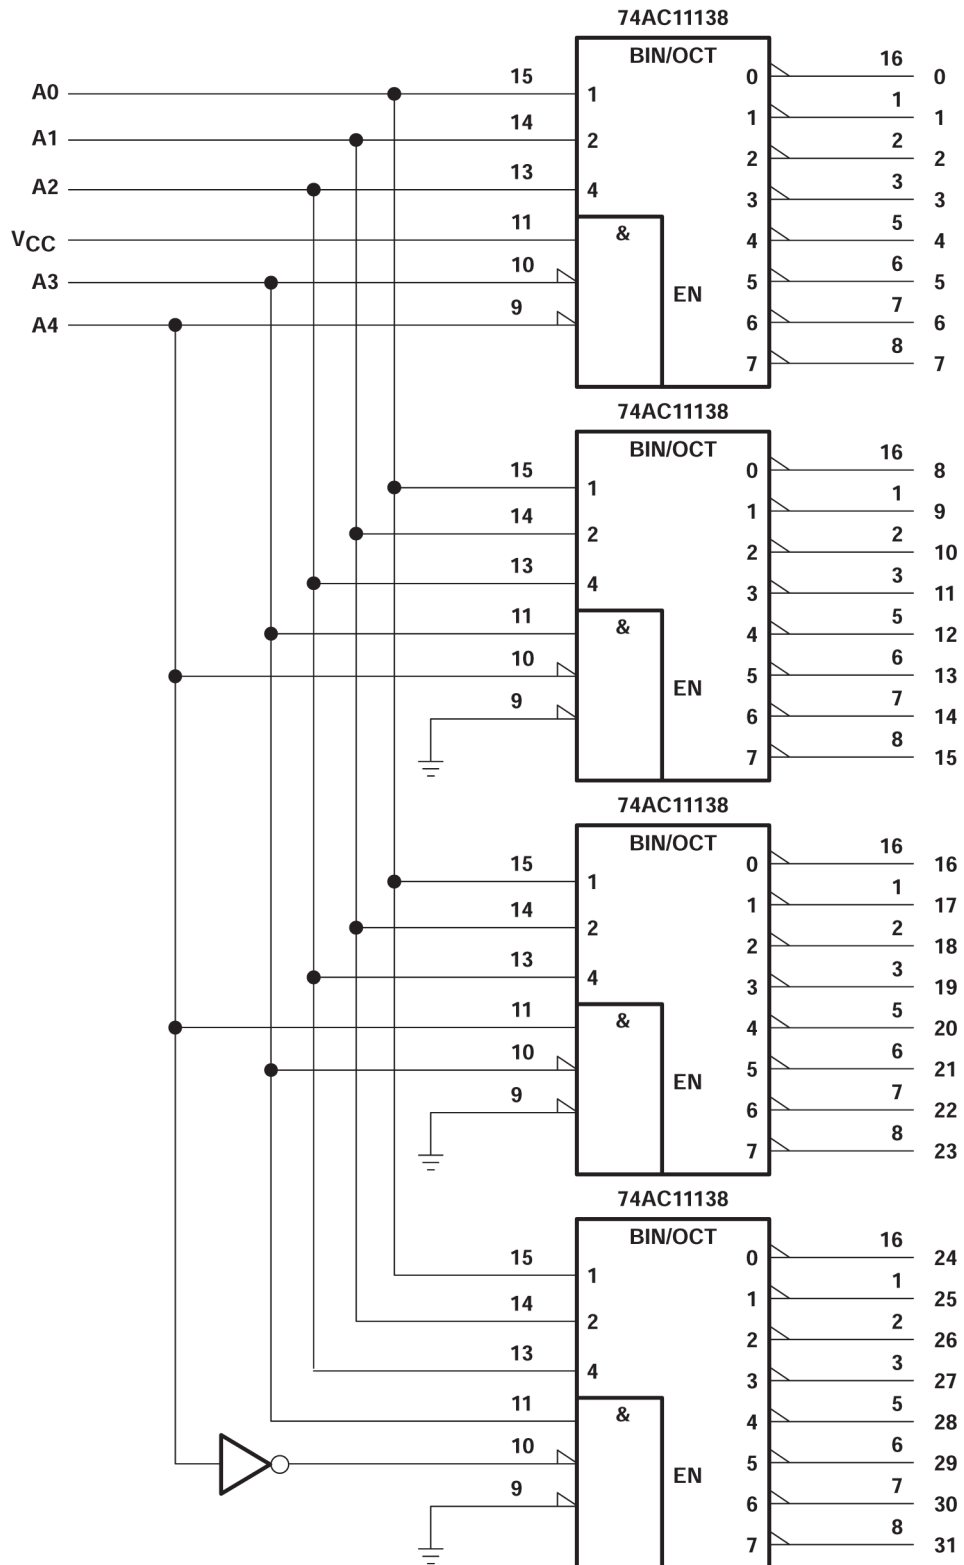 74AC11138
BIN/OCT
A0 15 1 0 16 0
A1 14 2 1 1 1
A2 13 4 2 2 2
3 3 3
VCC 11 & 4 5 4
A3 10 EN 5 6 5
A4 9 6 7 6
7 8 7
74AC11138
BIN/OCT
15 1 0 16 8
14 2 1 1 9
13 4 2 2 10
3 3 11
11 & 4 5 12
10 EN 5 6 13
9 6 7 14
7 8 15
74AC11138
BIN/OCT
15 1 0 16 16
14 2 1 1 17
13 4 2 2 18
3 3 19
11 & 4 5 20
10 EN 5 6 21
9 6 7 22
7 8 23
74AC11138
BIN/OCT
15 1 0 16 24
14 2 1 1 25
13 4 2 2 26
3 3 27
11 & 4 5 28
10 EN 5 6 29
9 6 7 30
7 8 31